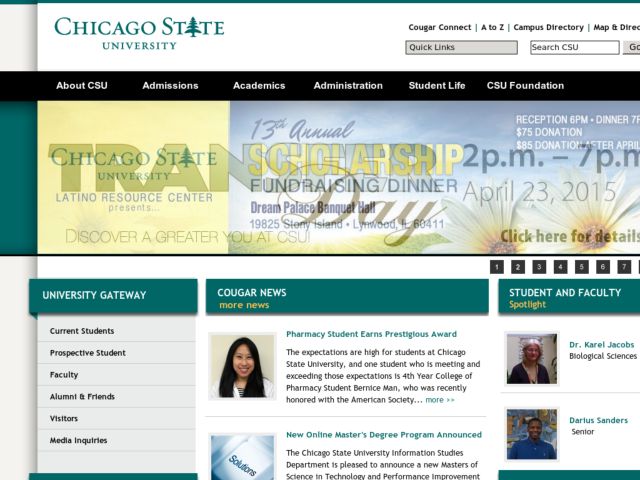 CHICAGO STATE
UNIVERSITY
Cougar Connect | A to Z | Campus Directory | Map & Direc
Quick Links
Search CSU
Go
About CSU
Admissions
Academics
Administration
Student Life
CSU Foundation
CHICAGO STATE
UNIVERSITY
LATINO RESOURCE CENTER
presents...
TRANSFER
Day
DISCOVER A GREATER YOU AT CSU!
13th Annual
SCHOLARSHIP
FUNDRAISING DINNER
Dream Palace Banquet Hall
19825 Stony Island • Lynwood, IL 60411
RECEPTION 6PM • DINNER 7P
$75 DONATION
$85 DONATION AFTER APRIL
2p.m. – 7p.m
April 23, 2015
Click here for details
1 2 3 4 5 6 7
UNIVERSITY GATEWAY
Current Students
Prospective Student
Faculty
Alumni & Friends
Visitors
Media Inquiries
COUGAR NEWS
more news
Pharmacy Student Earns Prestigious Award
The expectations are high for students at Chicago
State University, and one student who is meeting and
exceeding those expectations is 4th Year College of
Pharmacy Student Bernice Man, who was recently
honored with the American Society... more >>
Solutions
New Online Master's Degree Program Announced
The Chicago State University Information Studies
Department is pleased to announce a new Masters of
Science in Technology and Performance Improvement
STUDENT AND FACULTY
Spotlight
Dr. Karel Jacobs
Biological Sciences
Darius Sanders
Senior